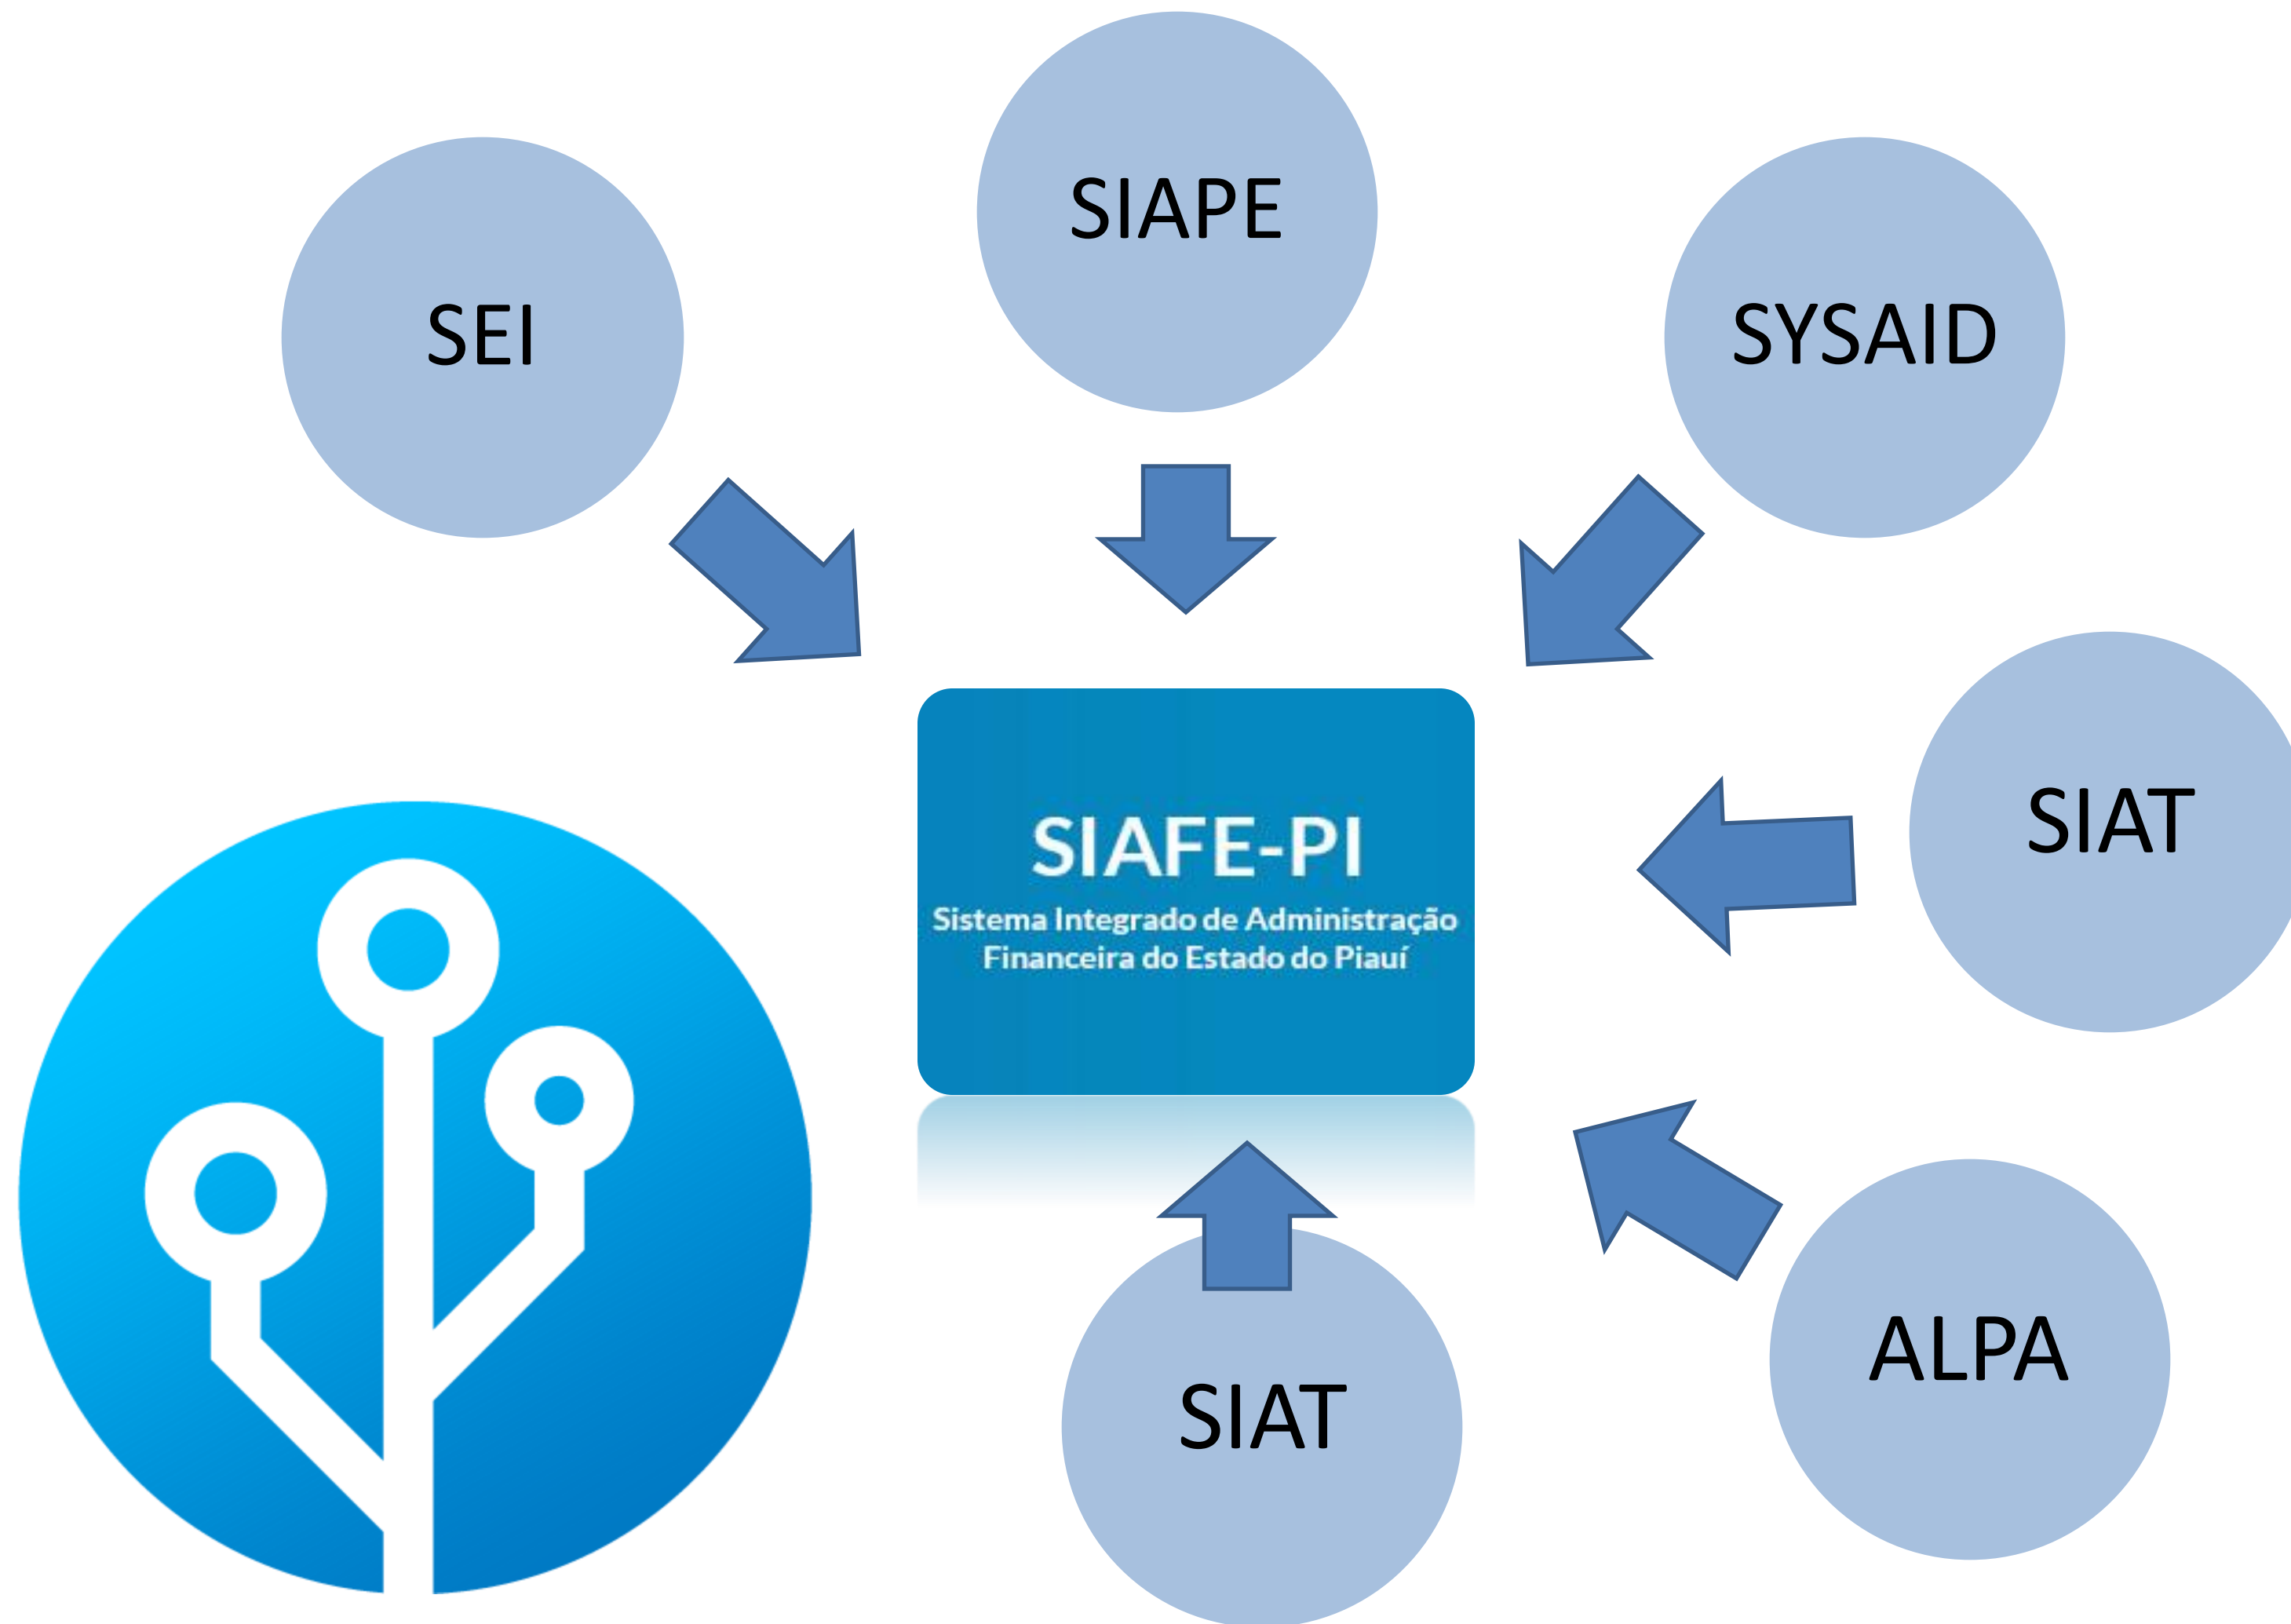 SIAPE
SEI
SYSAID
SIAT
SIAFE-PI
Sistema Integrado de Administração
Financeira do Estado do Piauí
ALPA
SIAT